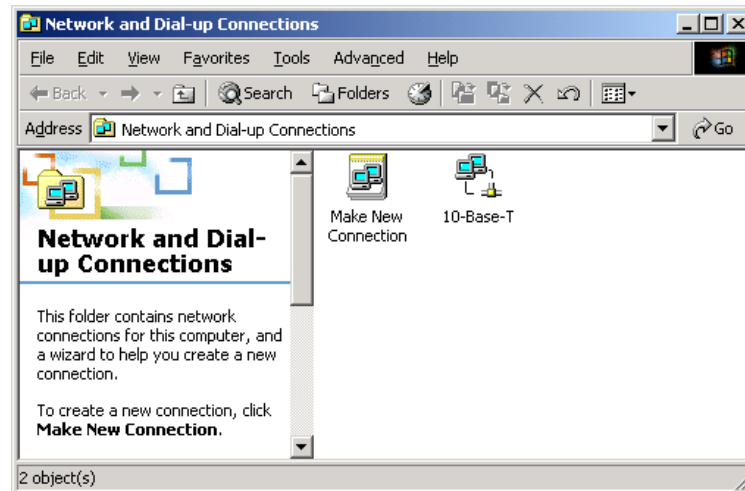 Network and Dial-up Connections
File Edit View Favorites Tools Advanced Help
Back Search Folders
Address Network and Dial-up Connections Go
Make New
Connection
10-Base-T
Network and Dial-
up Connections
This folder contains network
connections for this computer, and
a wizard to help you create a new
connection.
To create a new connection, click
Make New Connection.
2 object(s)